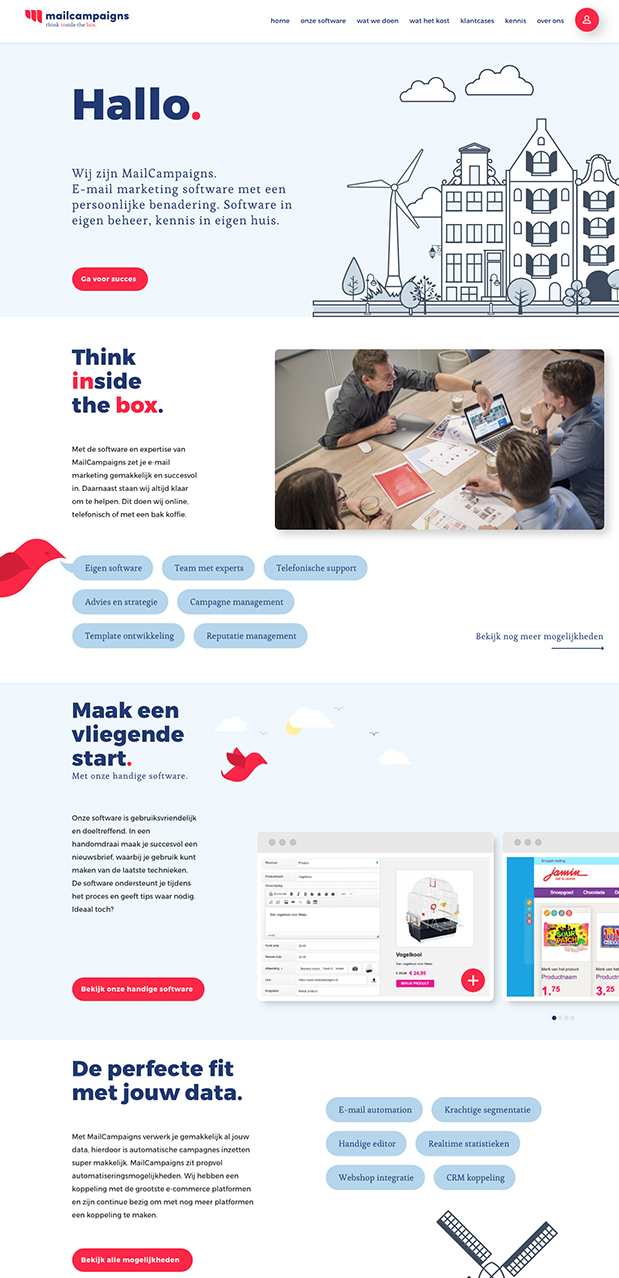 mailcampaigns
think inside the box.
home onze software wat we doen wat het kost klantcases kennis over ons
Hallo.
Wij zijn MailCampaigns.
E-mail marketing software met een
persoonlijke benadering. Software in
eigen beheer, kennis in eigen huis.
Ga voor succes
Think
inside
the box.
Met de software en expertise van
MailCampaigns zet je e-mail
marketing gemakkelijk en succesvol
in. Daarnaast staan wij altijd klaar
om te helpen. Dit doen wij online,
telefonisch of met een bak koffie.
Eigen software Team met experts Telefonische support
Advies en strategie Campagne management
Template ontwikkeling Reputatie management
Bekijk nog meer mogelijkheden
Maak een
vliegende
start.
Met onze handige software.
Onze software is gebruiksvriendelijk
en doeltreffend. In een
handomdraai maak je succesvol een
nieuwsbrief, waarbij je gebruik kunt
maken van de laatste technieken.
De software ondersteunt je tijdens
het proces en geeft tips waar nodig.
Ideaal toch?
Bekijk onze handige software
Product
Vogelkool
Vogelkool
€ 24,95
BEKIJK PRODUCT
jamin
Snoepgoed Chocolade
SOUR PATCH
Merk van het product
Productnaam
1.75
Merk van
Product
3.25
De perfecte fit
met jouw data.
Met MailCampaigns verwerk je gemakkelijk al jouw
data, hierdoor is automatische campagnes inzetten
super makkelijk. MailCampaigns zit propvol
automatiseringsmogelijkheden. Wij hebben een
koppeling met de grootste e-commerce platformen
en zijn continue bezig om met nog meer platformen
een koppeling te maken.
E-mail automation Krachtige segmentatie
Handige editor Realtime statistieken
Webshop integratie CRM koppeling
Bekijk alle mogelijkheden